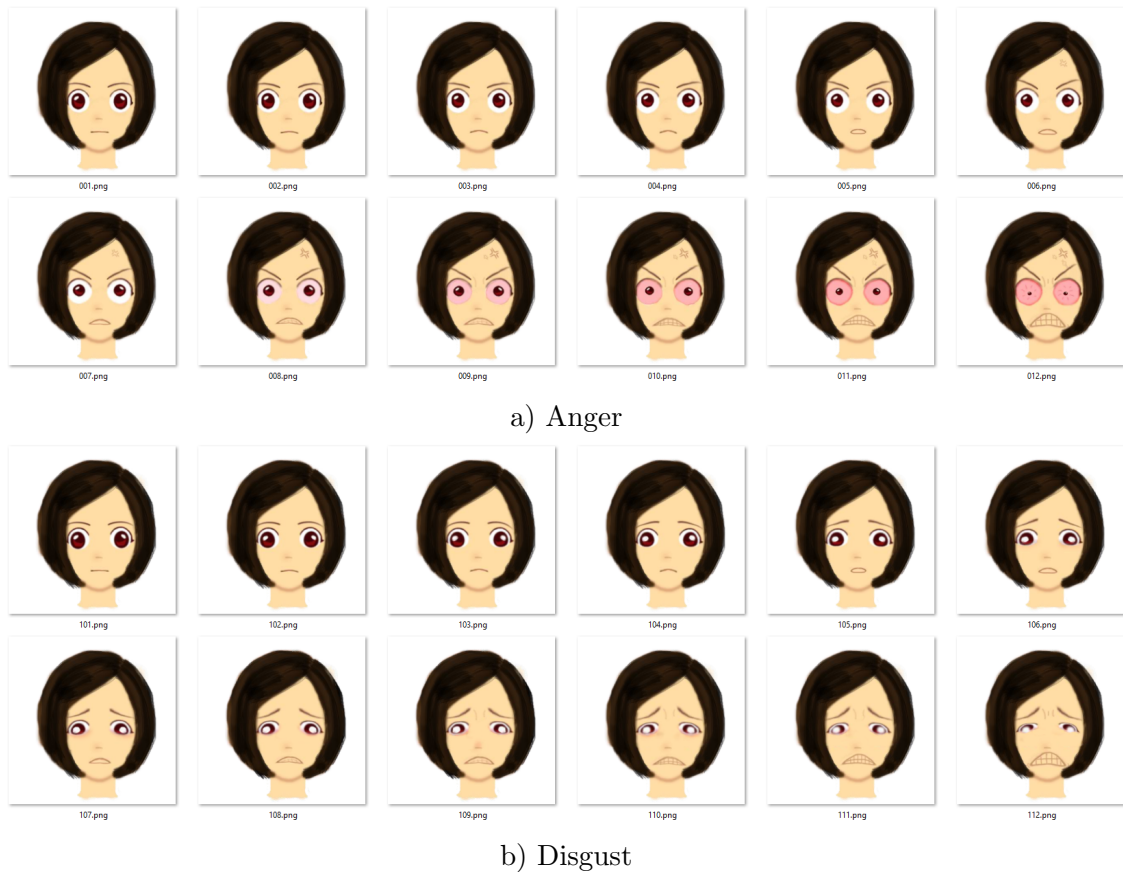 001.png 002.png 003.png 004.png 005.png 006.png
007.png 008.png 009.png 010.png 011.png 012.png
a) Anger
101.png 102.png 103.png 104.png 105.png 106.png
107.png 108.png 109.png 110.png 111.png 112.png
b) Disgust